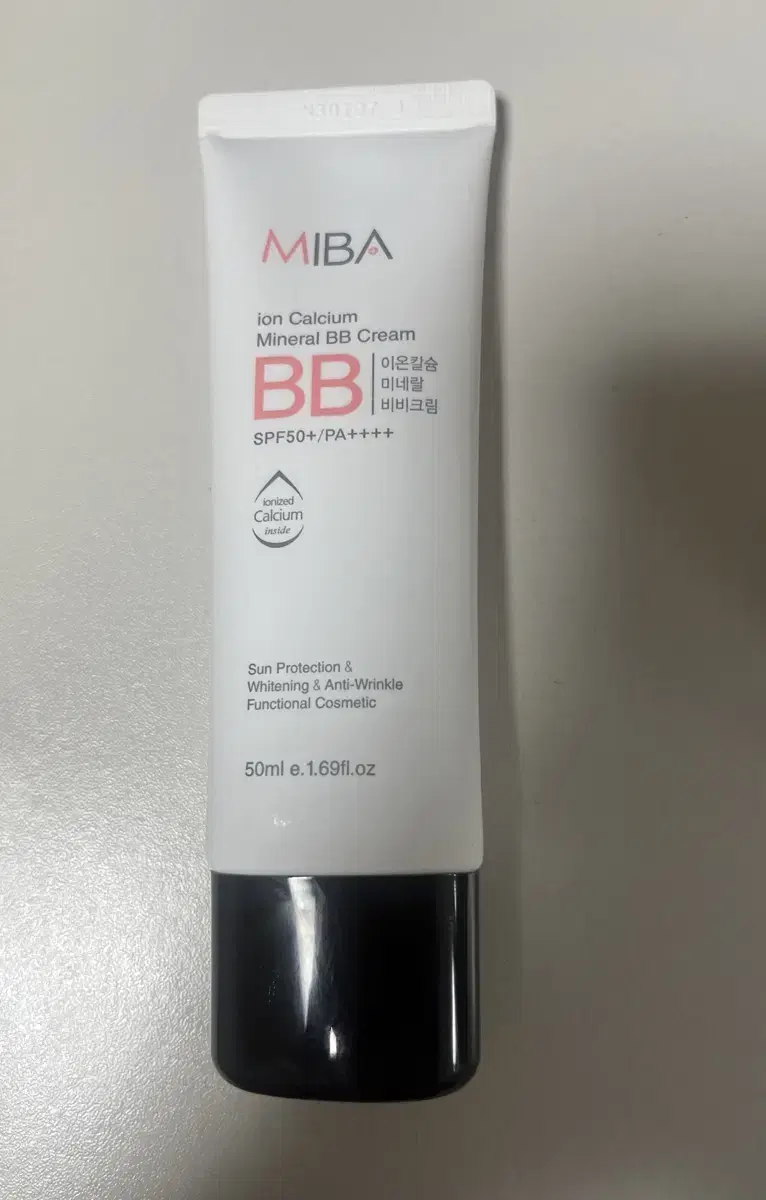 MIBA
ion Calcium
Mineral BB Cream
BB
이온칼슘
미네랄
비비크림
SPF50+/PA++++
ionized
Calcium
inside
Sun Protection &
Whitening & Anti-Wrinkle
Functional Cosmetic
50ml e.1.69fl.oz